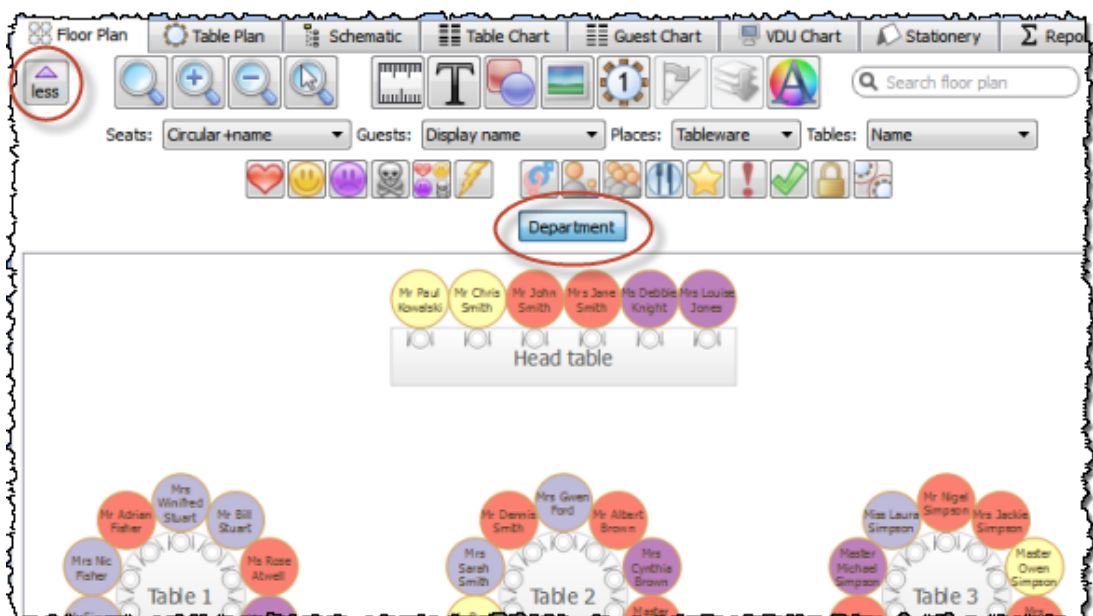 Floor Plan
Table Plan
Schematic
Table Chart
Guest Chart
VDU Chart
Stationery
Σ Repo
less
T
1
A
Search floor plan
Seats: Circular +name
Guests: Display name
Places: Tableware
Tables: Name
Department
Mr Paul
Kowalski
Mr Chris
Smith
Mr John
Smith
Mrs Jane
Smith
Ms Debbie
Knight
Mrs Louise
Jones
Head table
Mrs Nic
Fisher
Mr Adrian
Fisher
Mrs
Winifred
Stuart
Mr Bill
Stuart
Ms Rose
Atwell
Table 1
Mrs
Sarah
Smith
Mr Dennis
Smith
Mrs Gwen
Ford
Mr Albert
Brown
Mrs
Cynthia
Brown
Master
Table 2
Master
Michael
Simpson
Miss Laura
Simpson
Mr Nigel
Simpson
Mrs Jackie
Simpson
Master
Owen
Simpson
Mrs
Table 3